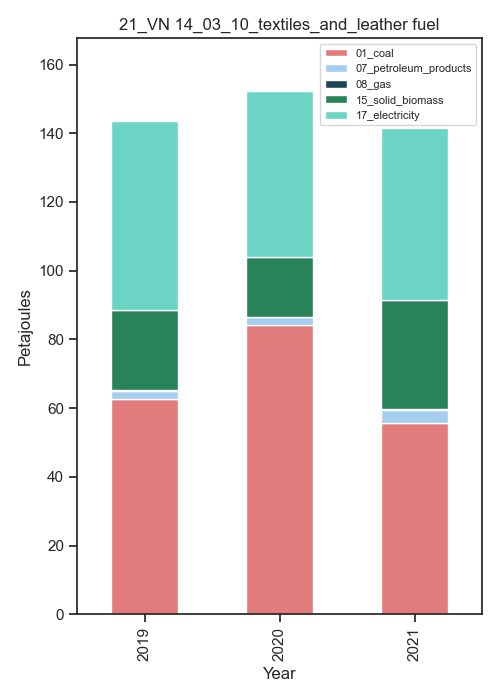 21_VN 14_03_10_textiles_and_leather fuel
01_coal
07_petroleum_products
08_gas
15_solid_biomass
17_electricity
Petajoules
160
140
120
100
80
60
40
20
0
2019
2020
2021
Year